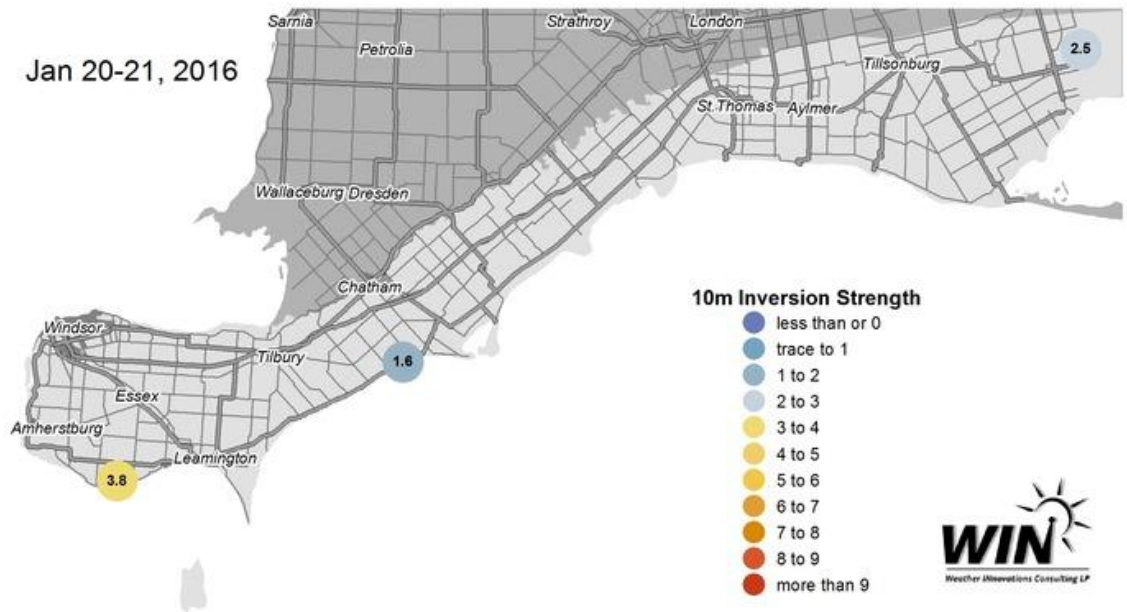 Sarnia
Strathroy
London
Petrolia
2.5
Jan 20-21, 2016
Tillsonburg
St.Thomas
Aylmer
Wallaceburg
Dresden
Chatham
10m Inversion Strength
less than or 0
Windsor
trace to 1
Tilbury
1.6
1 to 2
Essex
2 to 3
Amherstburg
3 to 4
Leamington
4 to 5
3.8
5 to 6
6 to 7
7 to 8
8 to 9
more than 9
WIN
Weather INnovations Consulting LP